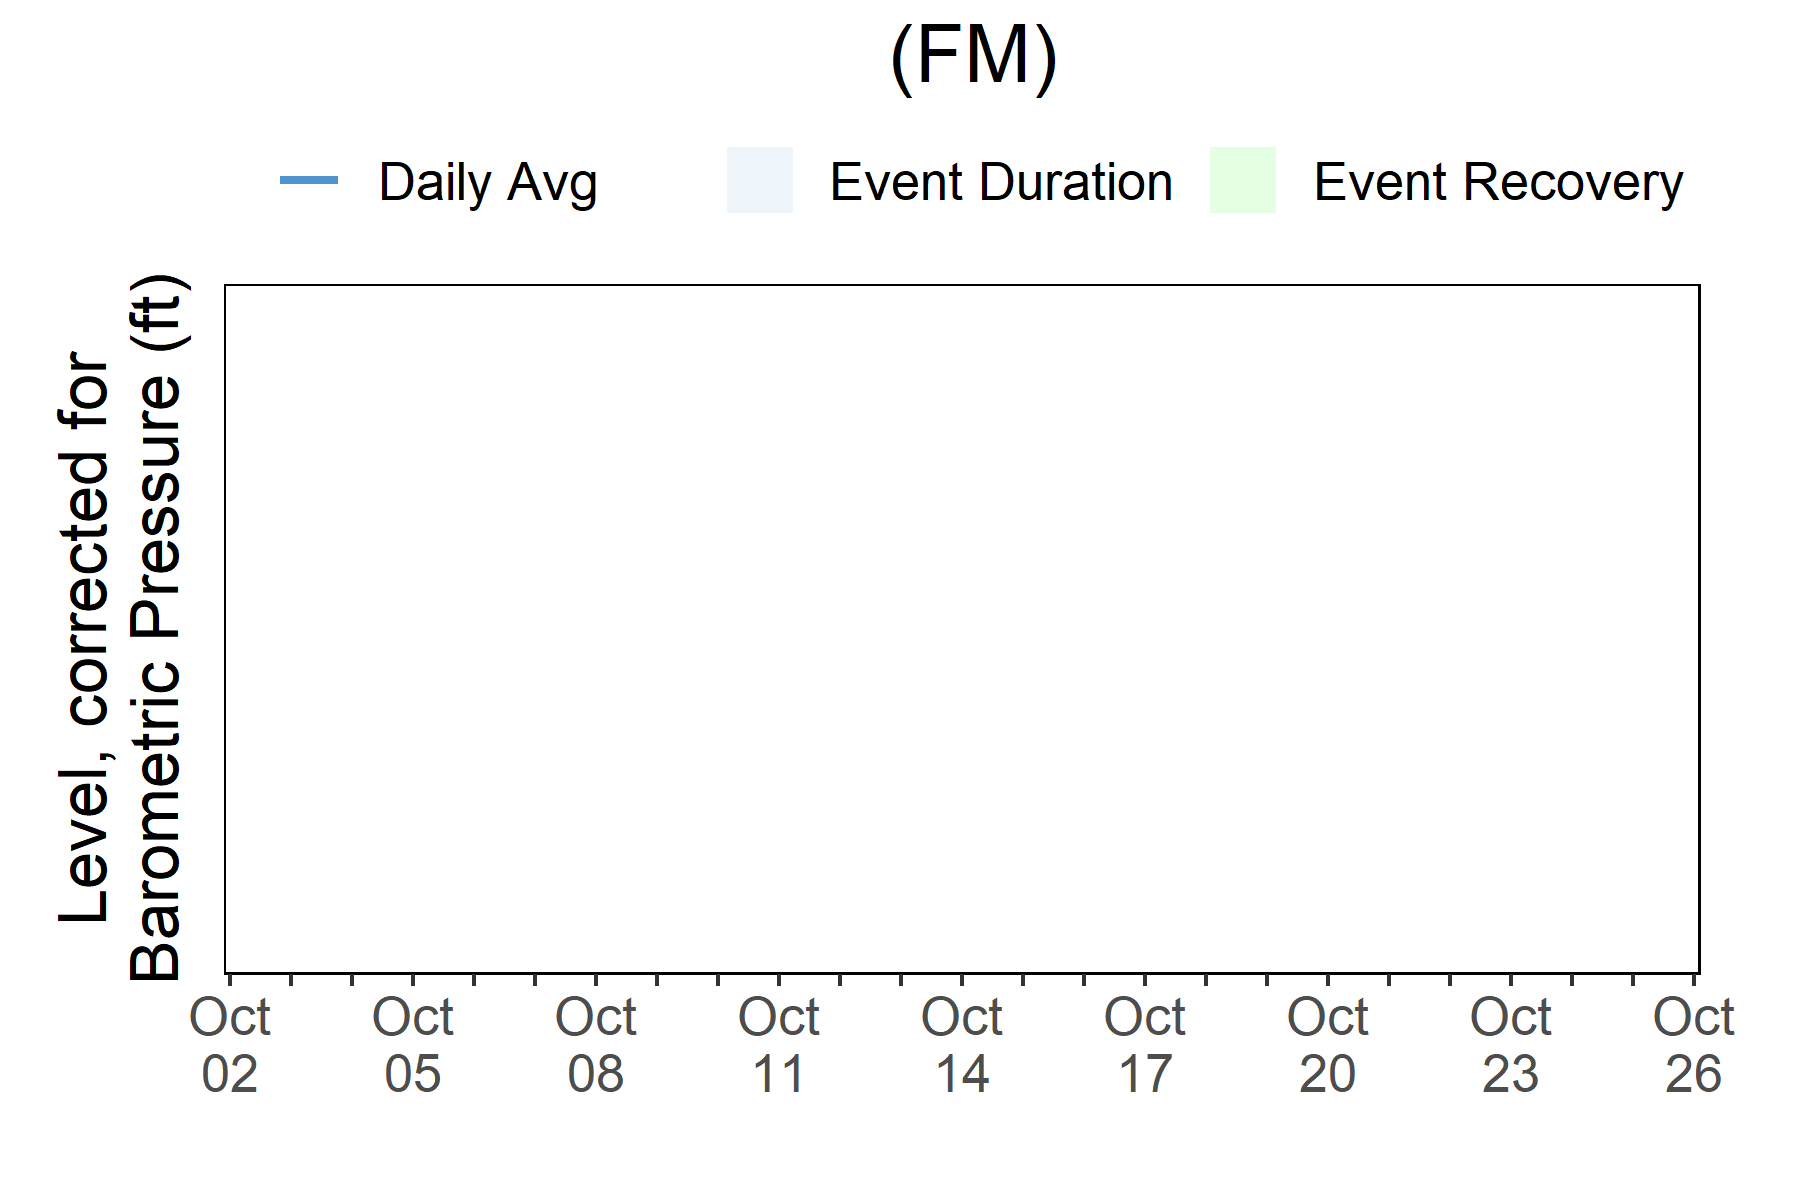 (FM)
Daily Avg
Event Duration
Event Recovery
Level, corrected for
Barometric Pressure (ft)
Oct
02
Oct
05
Oct
08
Oct
11
Oct
14
Oct
17
Oct
20
Oct
23
Oct
26